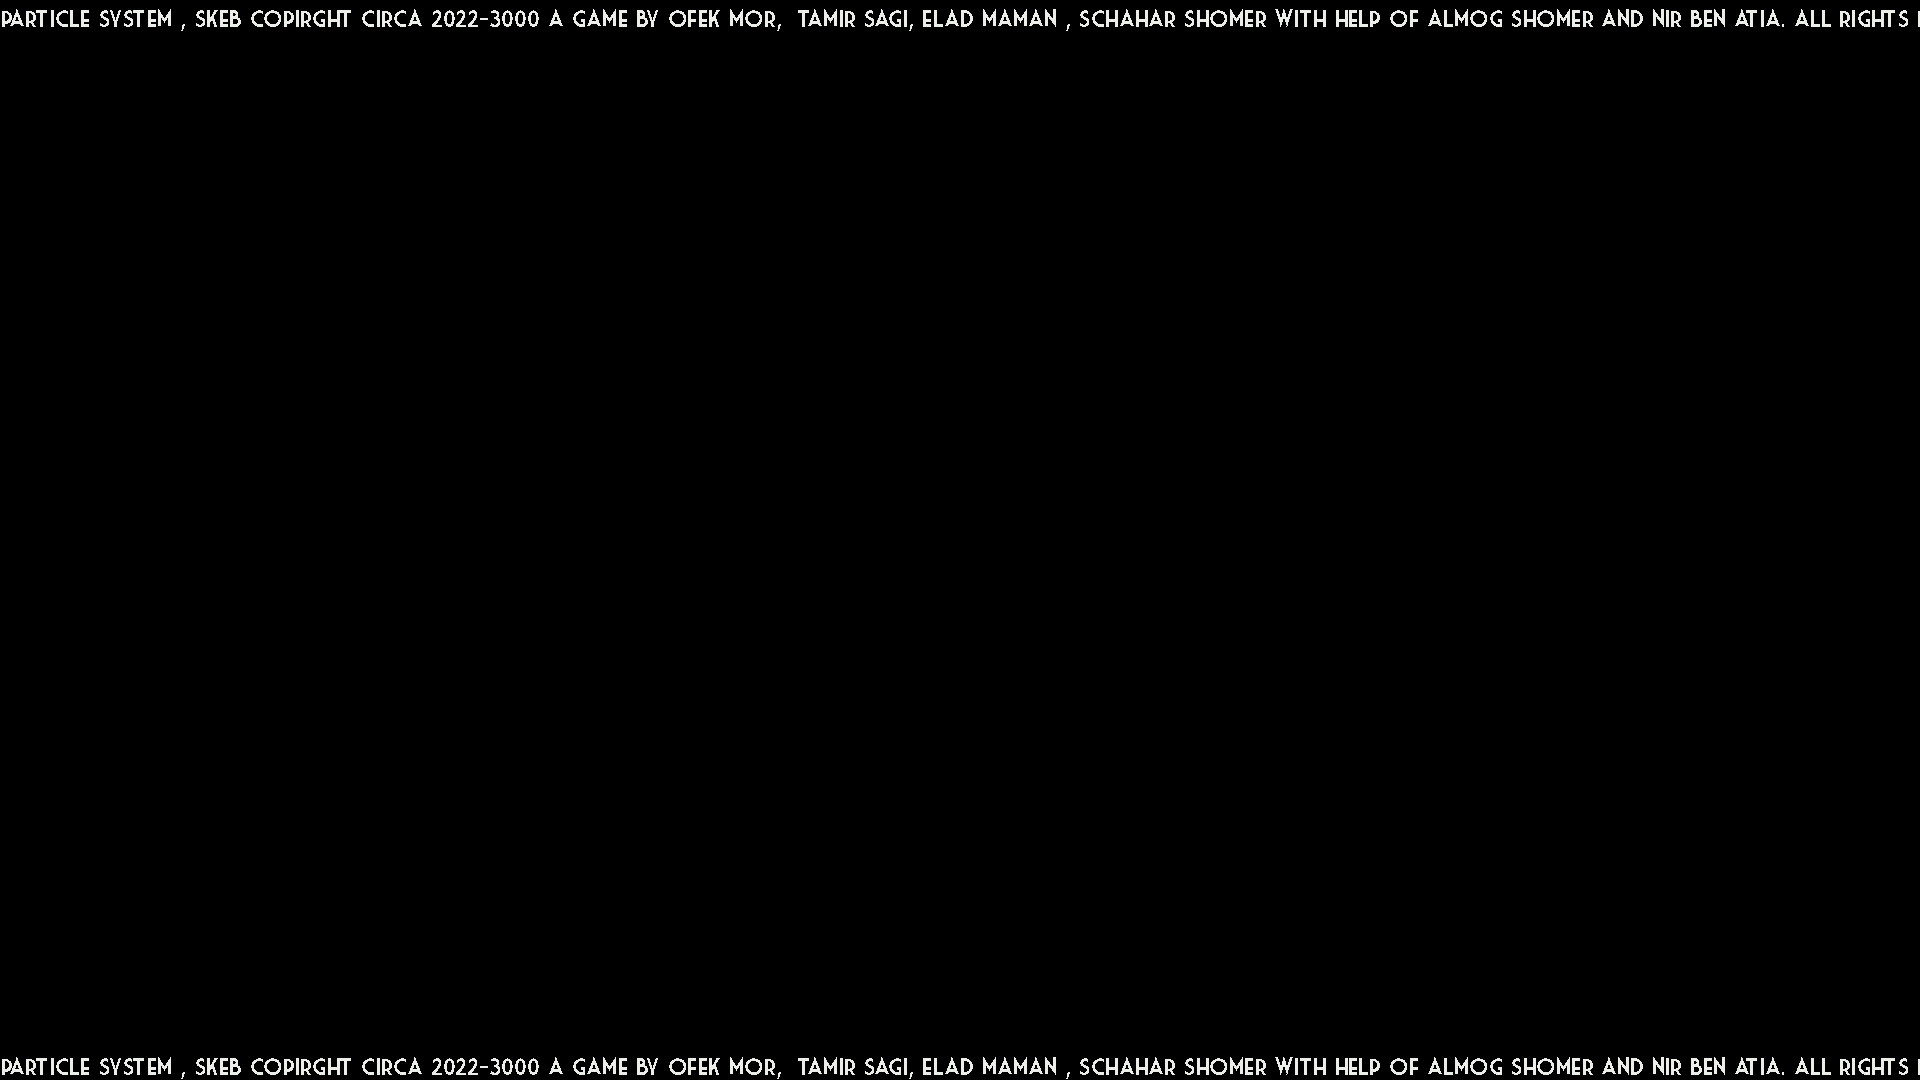 PARTICLE SYSTEM , SKEB COPIRGHT CIRCA 2022-3000 A GAME BY OFEK MOR,  TAMIR SAGI, ELAD MAMAN , SCHAHAR SHOMER WITH HELP OF ALMOG SHOMER AND NIR BEN ATIA. ALL RIGHTS
PARTICLE SYSTEM , SKEB COPIRGHT CIRCA 2022-3000 A GAME BY OFEK MOR,  TAMIR SAGI, ELAD MAMAN , SCHAHAR SHOMER WITH HELP OF ALMOG SHOMER AND NIR BEN ATIA. ALL RIGHTS